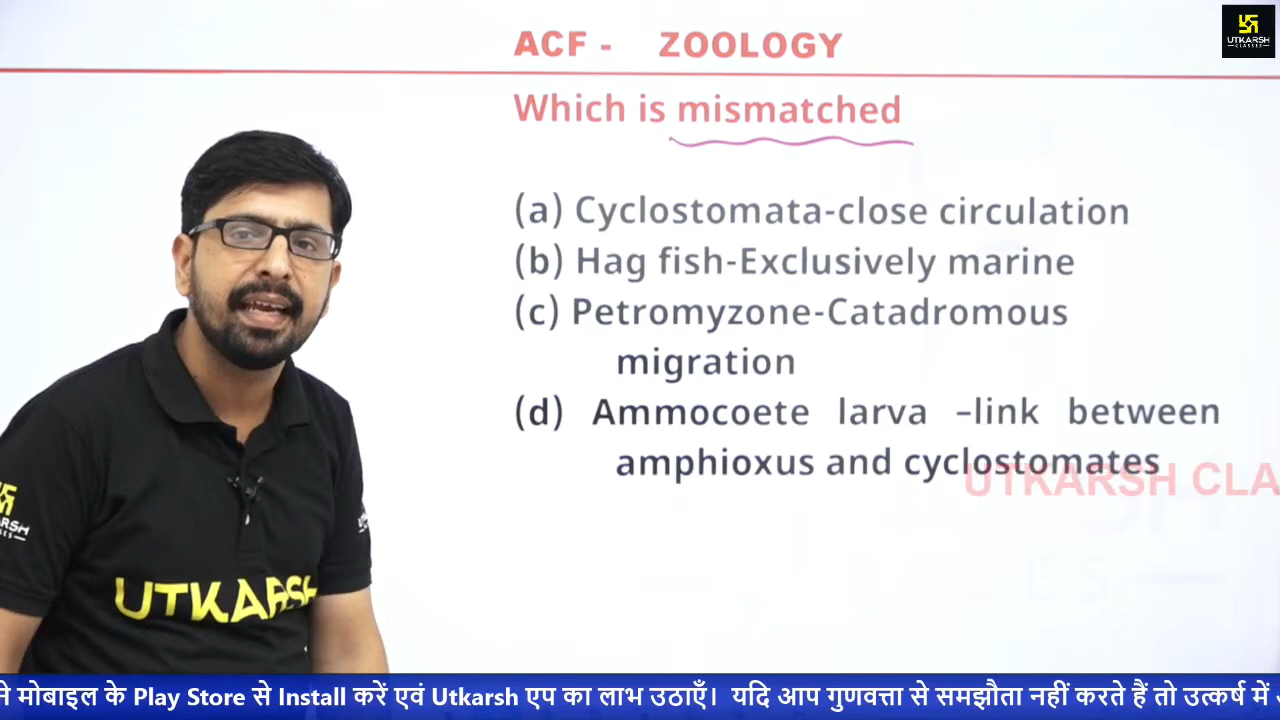 UTKARSH
CLASSES
ACF - ZOOLOGY
Which is mismatched
(a) Cyclostomata-close circulation
(b) Hag fish-Exclusively marine
(c) Petromyzone-Catadromous
migration
(d) Ammocoete larva –link between
amphioxus and cyclostomates
UTKARSH CLA
UTKARSH
मोबाइल के Play Store से Install करें एवं Utkarsh एप का लाभ उठाएँ। यदि आप गुणवत्ता से समझौता नहीं करते हैं तो उत्कर्ष में